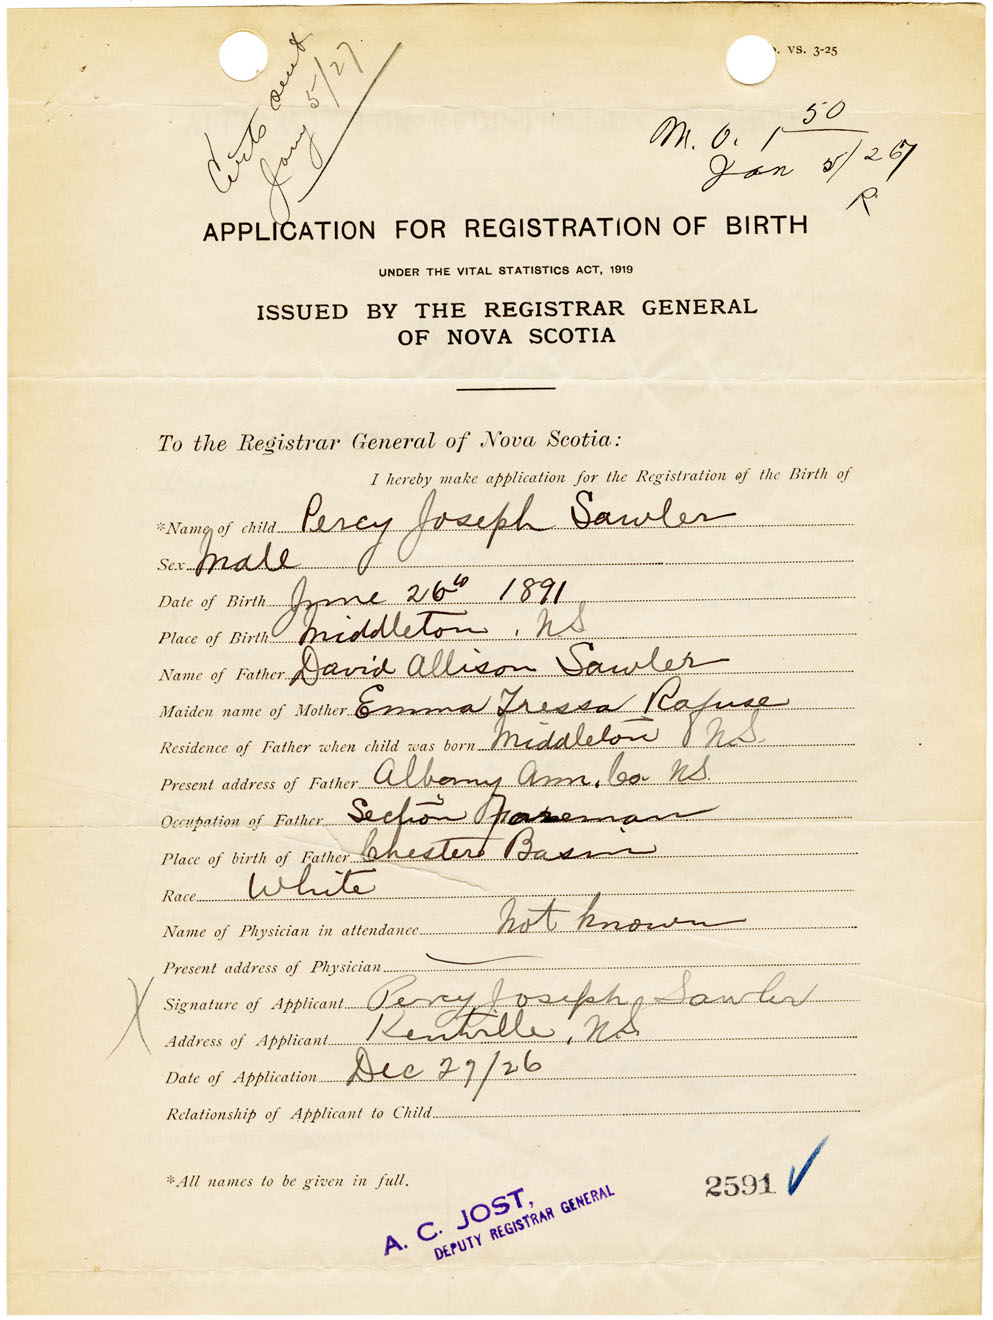 Certs sent
Jany 5/27
VS. 3-25
M. O. 1 50
Jan 5/267
R
APPLICATION FOR REGISTRATION OF BIRTH
UNDER THE VITAL STATISTICS ACT, 1919
ISSUED BY THE REGISTRAR GENERAL
OF NOVA SCOTIA
To the Registrar General of Nova Scotia:
I hereby make application for the Registration of the Birth of
*Name of child Percy Joseph Sawler
Sex Male
Date of Birth June 26th 1891
Place of Birth Middleton, NS
Name of Father David Allison Sawler
Maiden name of Mother Emma Tressa Rafuse
Residence of Father when child was born Middleton NS.
Present address of Father Albany Ann. Co NS
Occupation of Father Section Foreman
Place of birth of Father Chester Basin
Race White
Name of Physician in attendance Not known
Present address of Physician
X Signature of Applicant Percy Joseph Sawler
Address of Applicant Kentville, NS
Date of Application Dec 27/26
Relationship of Applicant to Child
*All names to be given in full.
2591
A. C. JOST,
DEPUTY REGISTRAR GENERAL